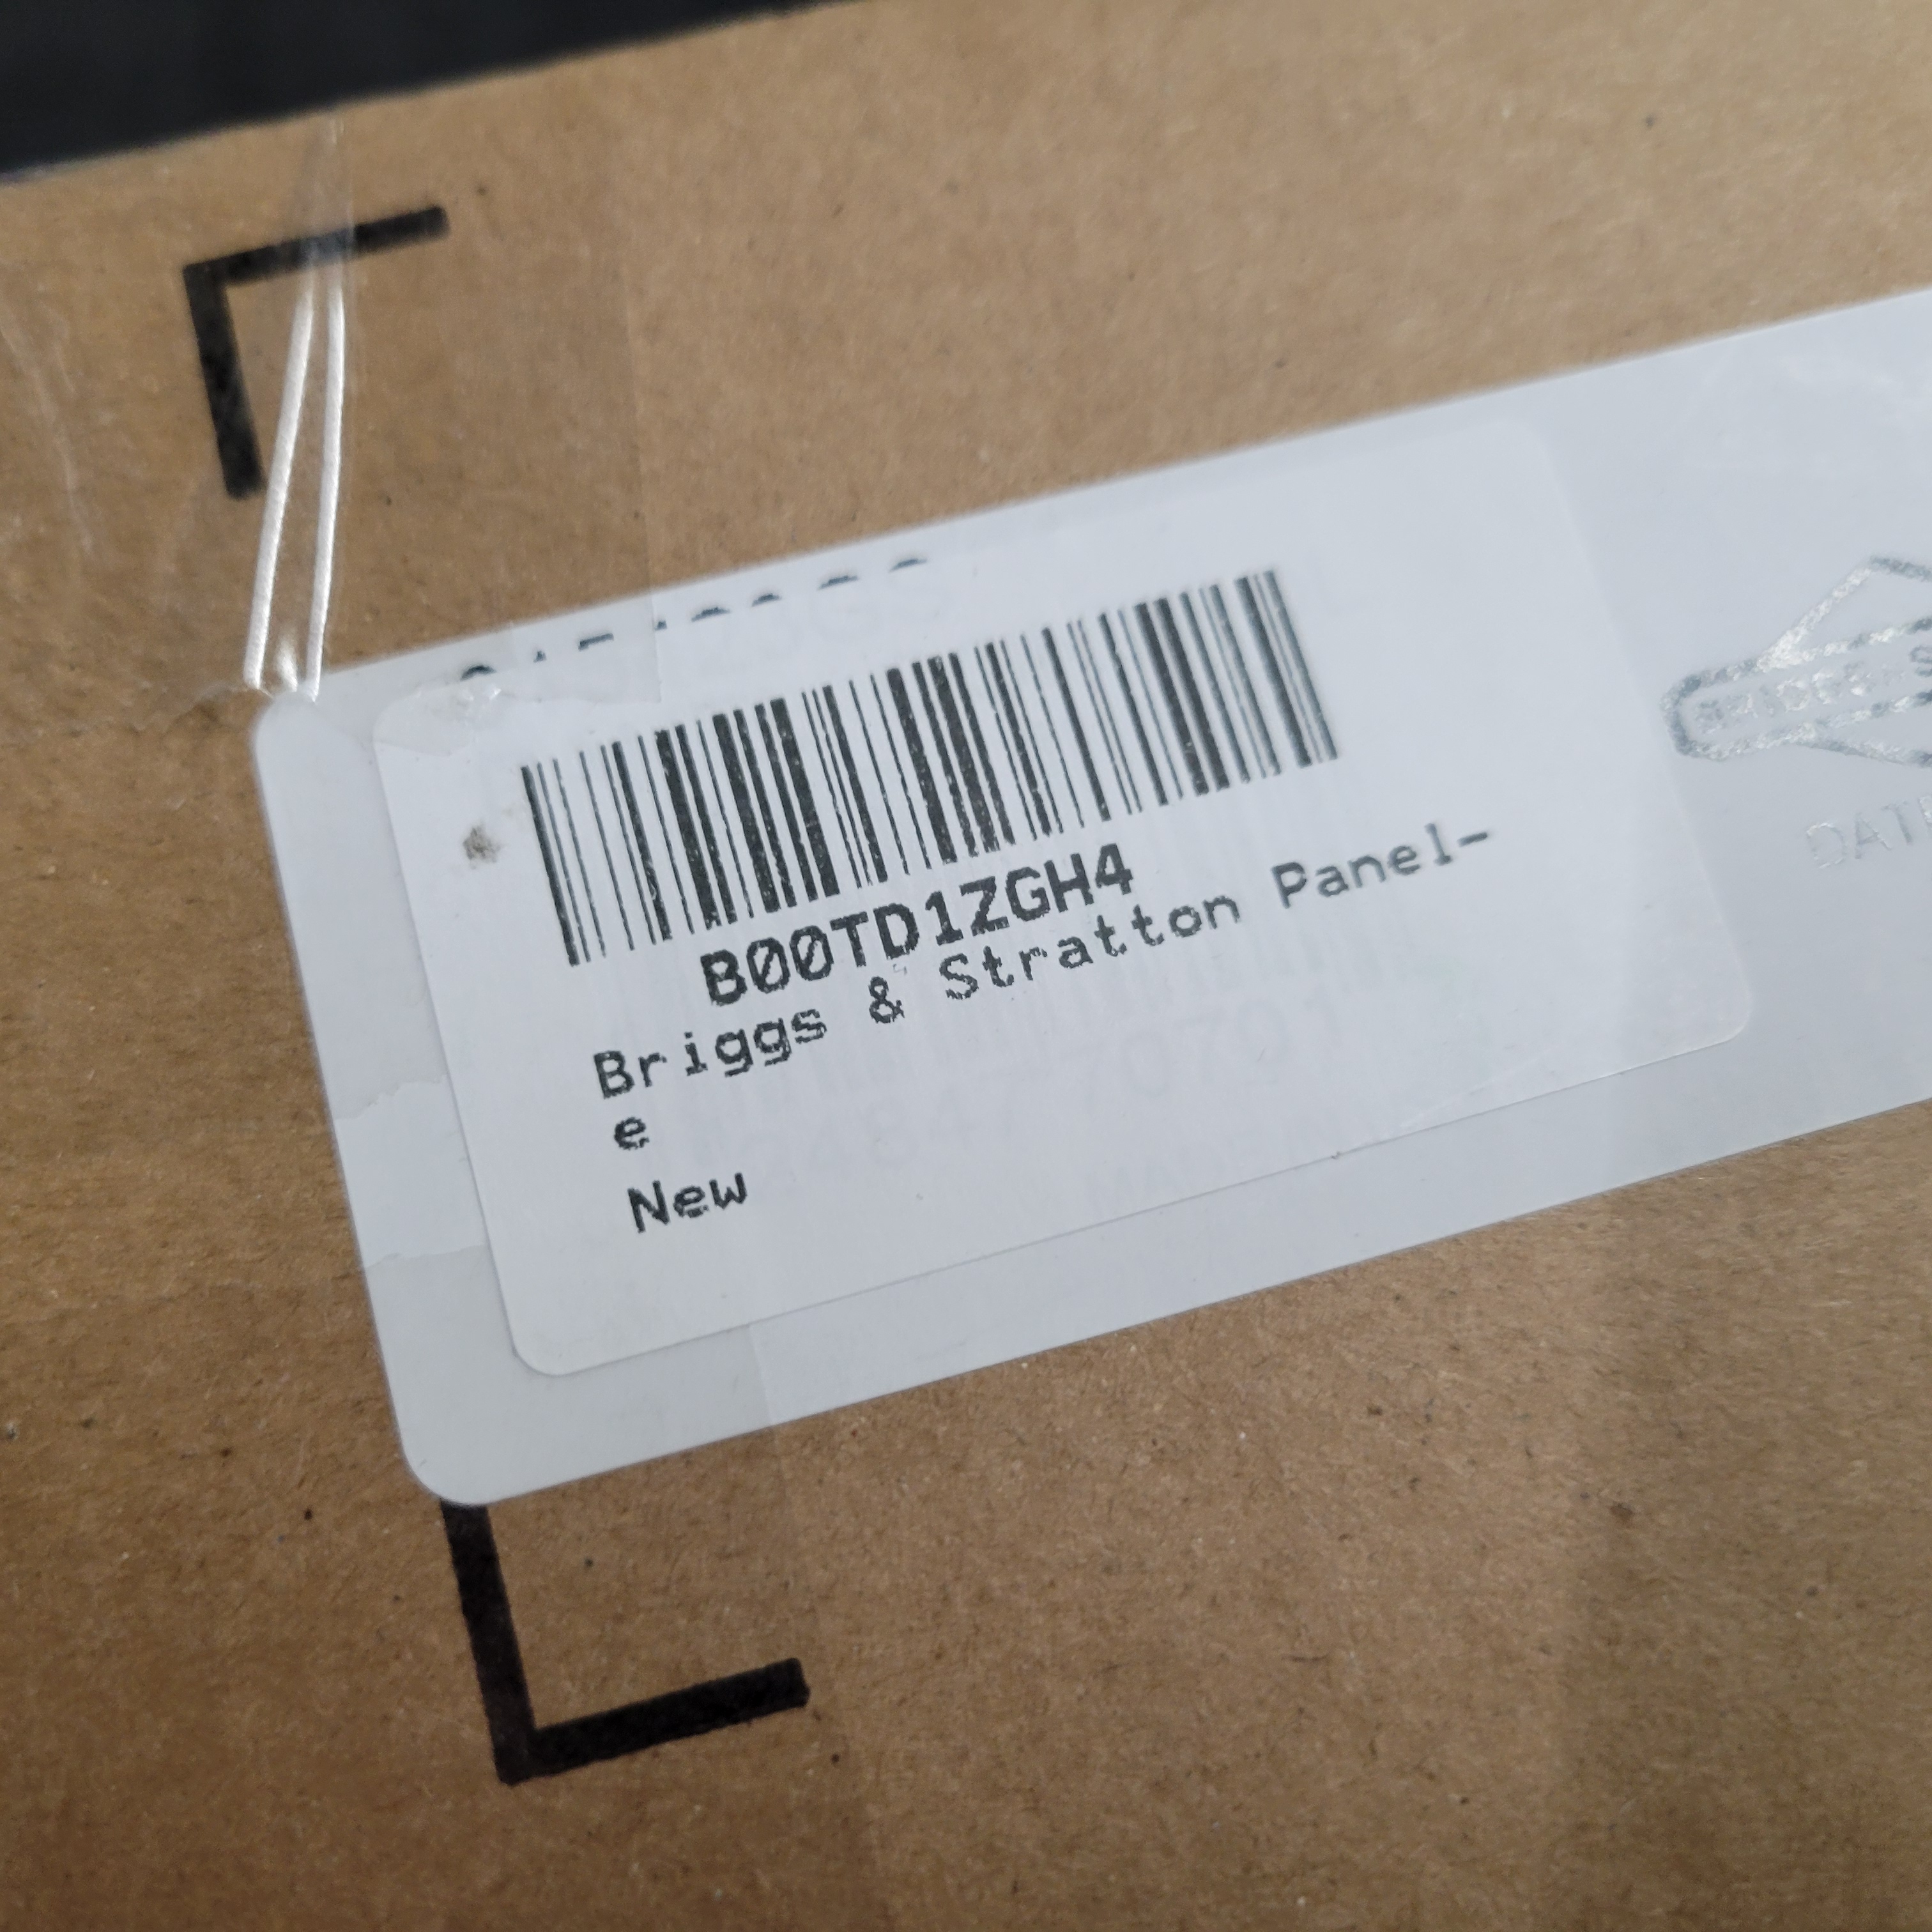 B00TD1ZGH4
Briggs & Stratton Panel-
e
New